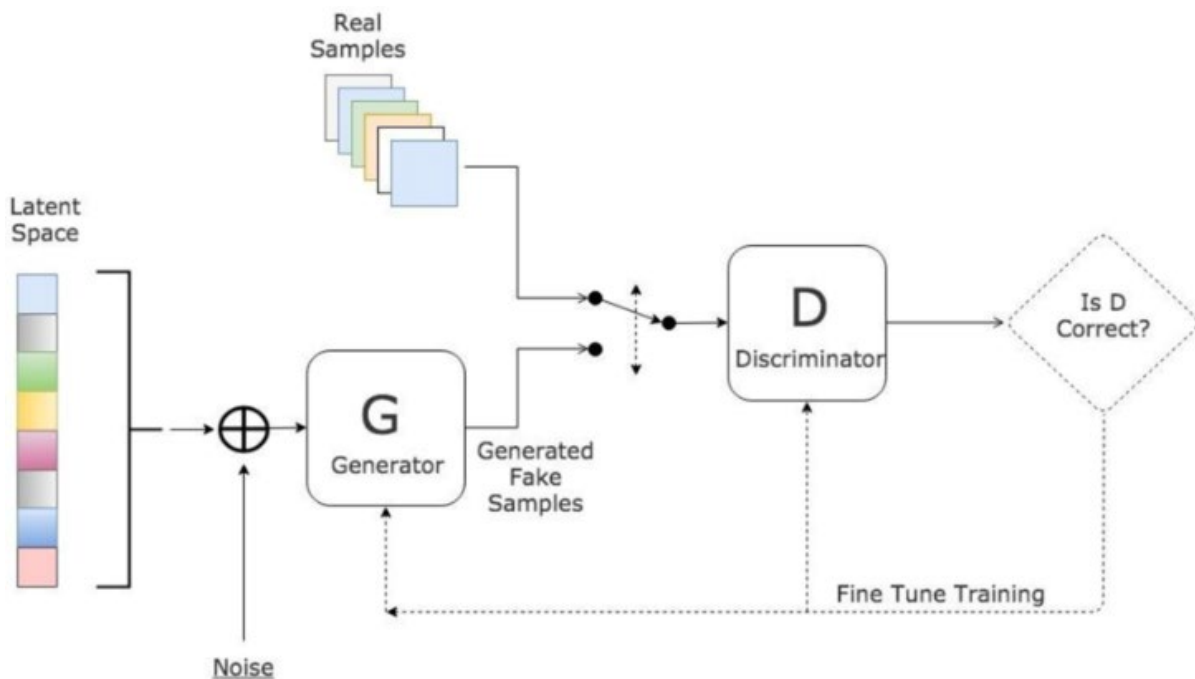 Real
Samples
Latent
Space
D
Discriminator
Is D
Correct?
G
Generator
Generated
Fake
Samples
Fine Tune Training
Noise